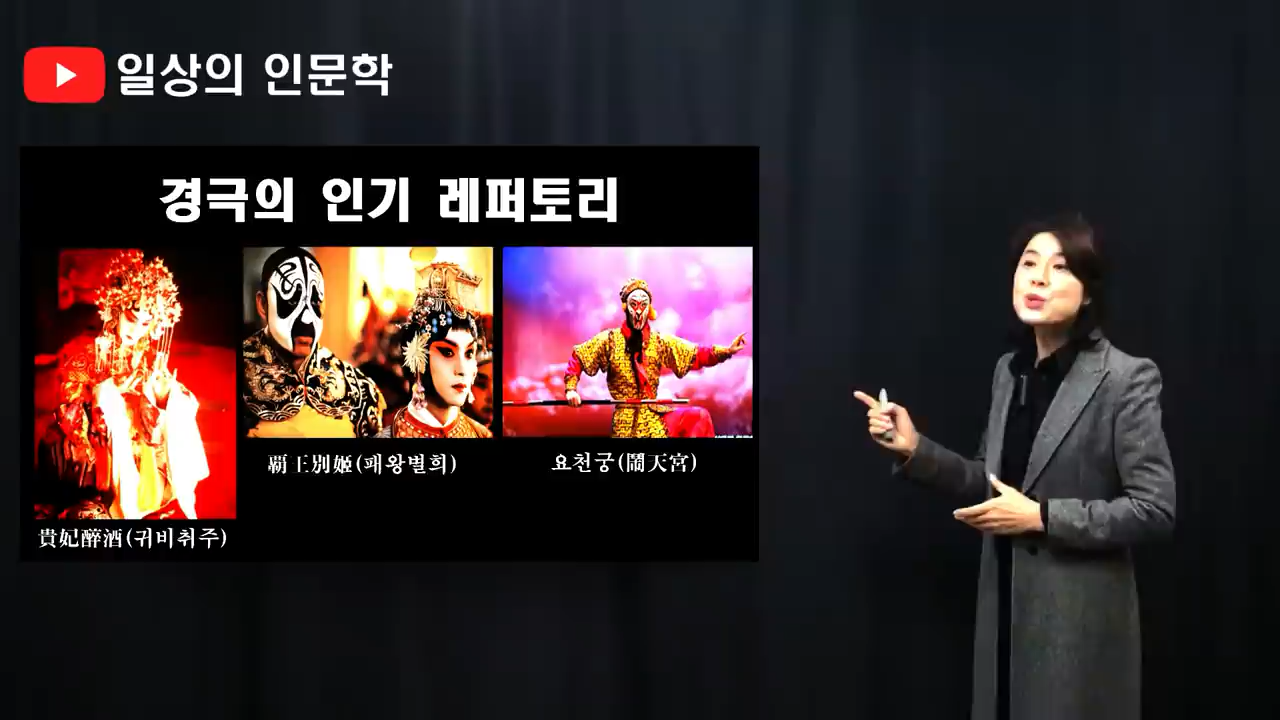 일상의 인문학
경극의 인기 레퍼토리
覇王別姬(패왕별희)
요천궁(鬧天宮)
貴妃醉酒(귀비취주)